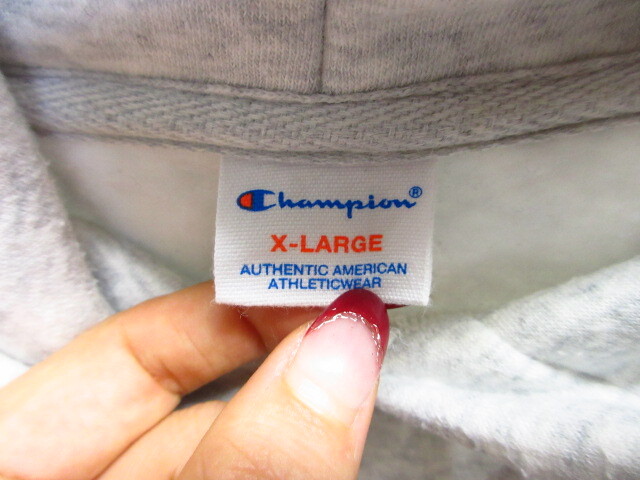 Champion®
X-LARGE
AUTHENTIC AMERICAN
ATHLETICWEAR